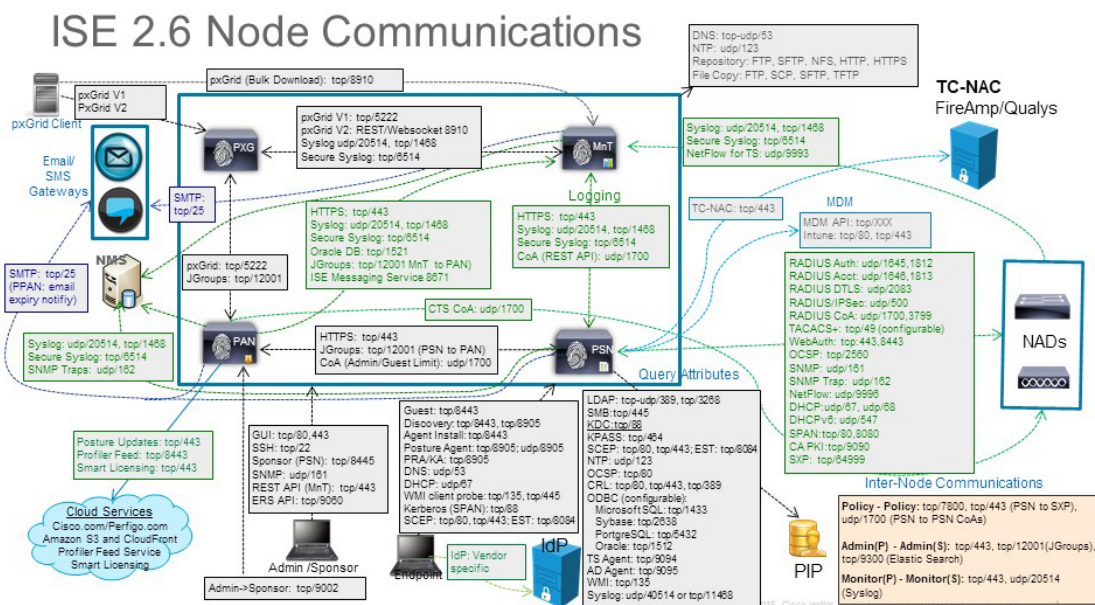 ISE 2.6 Node Communications
DNS: tcp-udp/53
NTP: udp/123
Repository: FTP, SFTP, NFS, HTTP, HTTPS
File Copy: FTP, SCP, SFTP, TFTP
pxGrid (Bulk Download): tcp/8910
pxGrid V1
PxGrid V2
pxGrid Client
TC-NAC
FireAmp/Qualys
pxGrid V1: tcp/5222
pxGrid V2: REST/Websocket 8910
Syslog udp/20514, tcp/1468
Secure Syslog: tcp/6514
PXG
MnT
Syslog: udp/20514, tcp/1468
Secure Syslog: tcp/6514
NetFlow for TS: udp/9993
Email/
SMS
Gateways
SMTP:
tcp/25
Logging
HTTPS: tcp/443
Syslog: udp/20514, tcp/1468
Secure Syslog: tcp/6514
Oracle DB: tcp/1521
JGroups: tcp/12001 MnT to PAN)
ISE Messaging Service 8671
HTTPS: tcp/443
Syslog: udp/20514, tcp/1468
Secure Syslog: tcp/6514
CoA (REST API): udp/1700
TC-NAC: tcp/443
MDM
MDM API: tcp/XXX
Intune: tcp/80, tcp/443
NMS
SMTP: tcp/25
(PPAN: email
expiry notifiy)
pxGrid: tcp/5222
JGroups: tcp/12001
CTS CoA: udp/1700
RADIUS Auth: udp/1645,1812
RADIUS Acct: udp/1646,1813
RADIUS DTLS: udp/2083
RADIUS/IPSec: udp/500
RADIUS CoA: udp/1700,3799
TACACS+: tcp/49 (configurable)
WebAuth: tcp/443,8443
OCSP: tcp/2560
SNMP: udp/161
SNMP Trap: udp/162
NetFlow: udp/9996
DHCP:udp/67, udp/68
DHCPv6: udp/547
SPAN:tcp/80,8080
CA PKI: tcp/9090
SXP: tcp/64999
NADs
Syslog: udp/20514, tcp/1468
Secure Syslog: tcp/6514
SNMP Traps: udp/162
PAN
HTTPS: tcp/443
JGroups: tcp/12001 (PSN to PAN)
CoA (Admin/Guest Limit): udp/1700
PSN
Query Attributes
Posture Updates: tcp/443
Profiler Feed: tcp/8443
Smart Licensing: tcp/443
GUI: tcp/80,443
SSH: tcp/22
Sponsor (PSN): tcp/8445
SNMP: udp/161
REST API (MnT): tcp/443
ERS API: tcp/9060
Guest: tcp/8443
Discovery: tcp/8443, tcp/8905
Agent Install: tcp/8443
Posture Agent: tcp/8905; udp/8905
PRA/KA: tcp/8905
DNS: udp/53
DHCP: udp/67
WMI client probe: tcp/135, tcp/445
Kerberos (SPAN): tcp/88
SCEP: tcp/80, tcp/443; EST: tcp/8084
LDAP: tcp-udp/389, tcp/3268
SMB:tcp/445
KDC:tcp/88
KPASS: tcp/464
SCEP: tcp/80, tcp/443; EST: tcp/8084
NTP: udp/123
OCSP: tcp/80
CRL: tcp/80, tcp/443, tcp/389
ODBC (configurable):
Microsoft SQL: tcp/1433
Sybase: tcp/2638
PortgreSQL: tcp/5432
Oracle: tcp/1512
TS Agent: tcp/9094
AD Agent: tcp/9095
WMI: tcp/135
Syslog: udp/40514 or tcp/11468
Cloud Services
Cisco.com/Perfigo.com
Amazon S3 and CloudFront
Profiler Feed Service
Smart Licensing
Admin /Sponsor
Admin->Sponsor: tcp/9002
Endpoint
IdP: Vendor
specific
IdP
PIP
Inter-Node Communications
Policy - Policy: tcp/7800, tcp/443 (PSN to SXP),
udp/1700 (PSN to PSN CoAs)
Admin(P) - Admin(S): tcp/443, tcp/12001(JGroups),
tcp/9300 (Elastic Search)
Monitor(P) - Monitor(S): tcp/443, udp/20514
(Syslog)